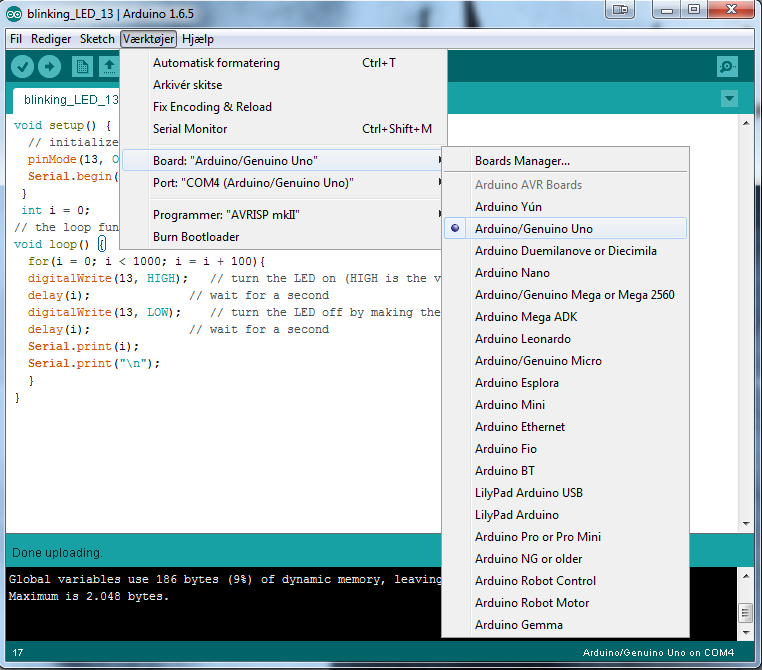 blinking_LED_13 | Arduino 1.6.5
Fil Rediger Sketch Værktøjer Hjælp
Automatisk formatering Ctrl+T
Arkivér skitse
Fix Encoding & Reload
Serial Monitor Ctrl+Shift+M
Board: "Arduino/Genuino Uno"
Port: "COM4 (Arduino/Genuino Uno)"
Programmer: "AVRISP mkII"
Burn Bootloader
Boards Manager...
Arduino AVR Boards
Arduino Yún
Arduino/Genuino Uno
Arduino Duemilanove or Diecimila
Arduino Nano
Arduino/Genuino Mega or Mega 2560
Arduino Mega ADK
Arduino Leonardo
Arduino/Genuino Micro
Arduino Esplora
Arduino Mini
Arduino Ethernet
Arduino Fio
Arduino BT
LilyPad Arduino USB
LilyPad Arduino
Arduino Pro or Pro Mini
Arduino NG or older
Arduino Robot Control
Arduino Robot Motor
Arduino Gemma
blinking_LED_13
void setup() {
// initialize
pinMode(13, O
Serial.begin(
}
int i = 0;
// the loop fun
void loop() {
for(i = 0; i < 1000; i = i + 100){
digitalWrite(13, HIGH); // turn the LED on (HIGH is the v
delay(i); // wait for a second
digitalWrite(13, LOW); // turn the LED off by making the
delay(i); // wait for a second
Serial.print(i);
Serial.print("\n");
}
}
Done uploading.
Global variables use 186 bytes (9%) of dynamic memory, leaving
Maximum is 2.048 bytes.
17 Arduino/Genuino Uno on COM4